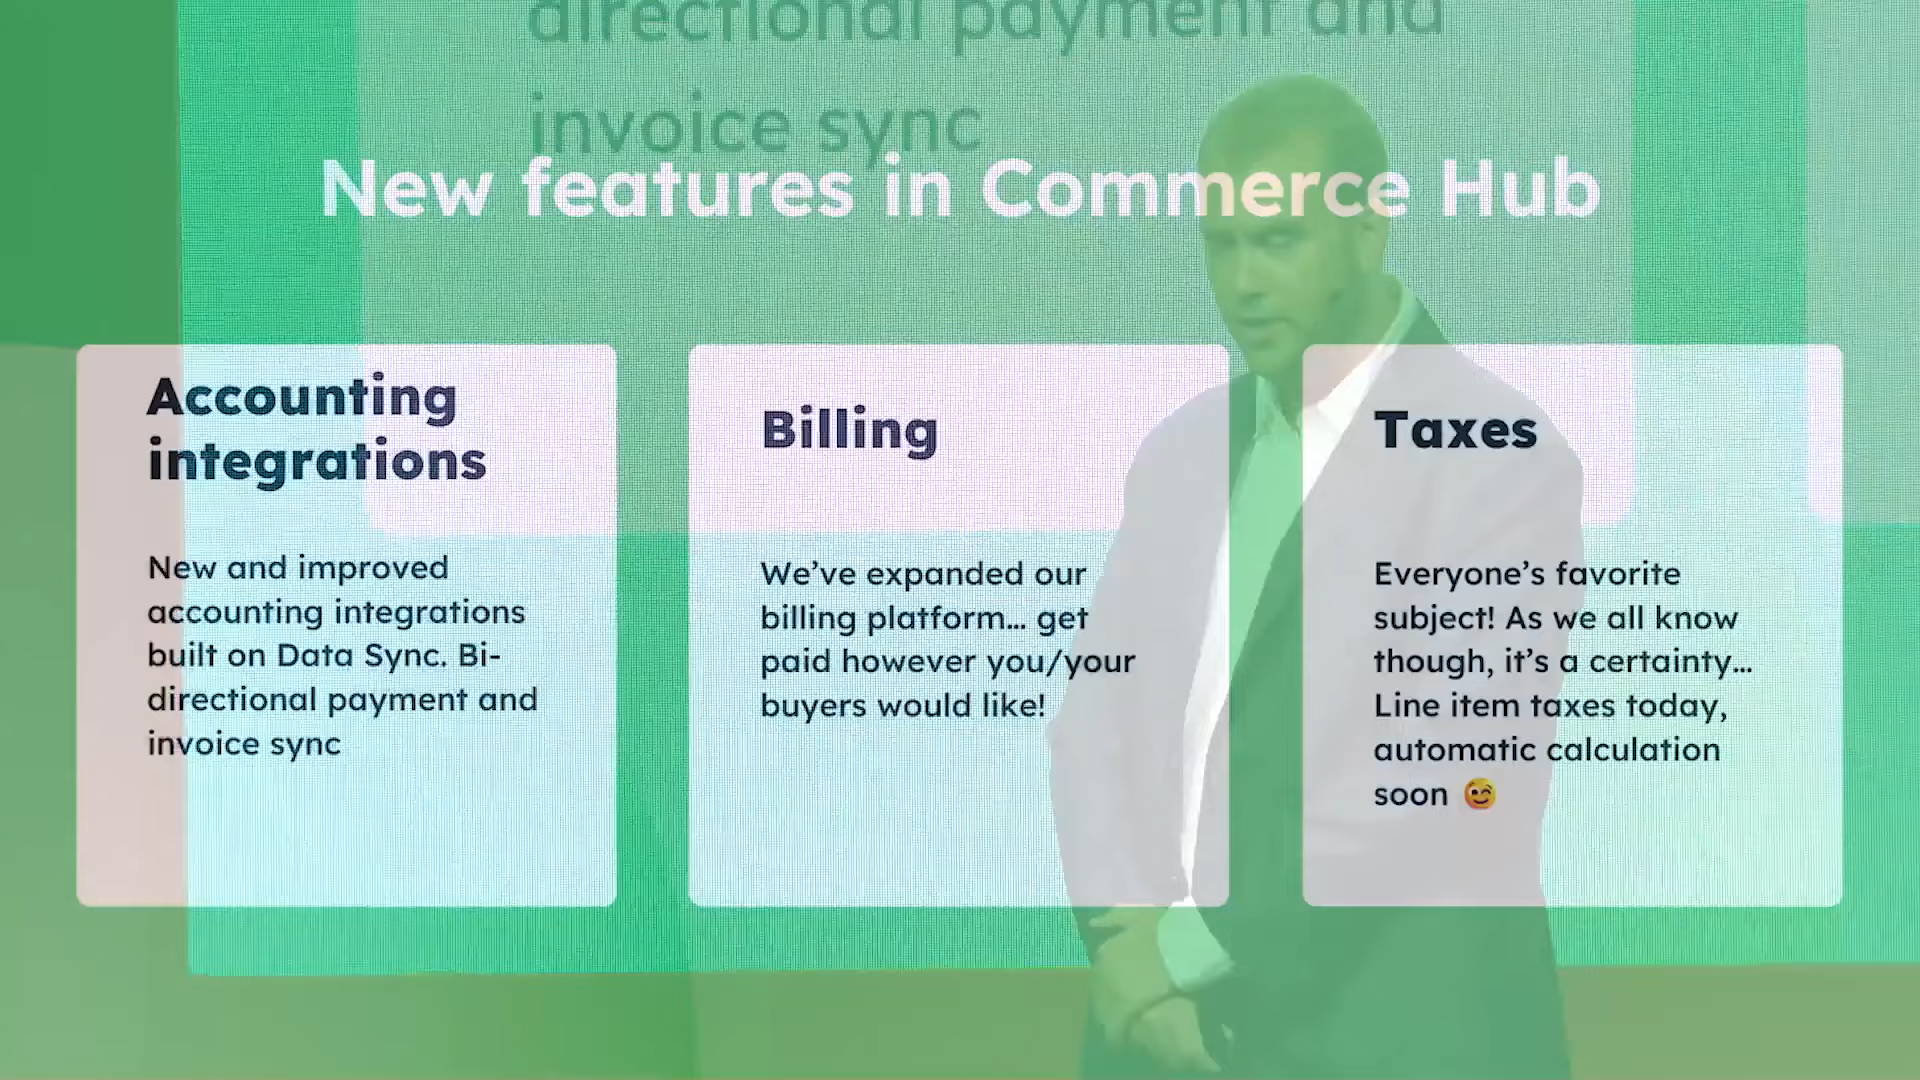 directional payment and
invoice sync
New features in Commerce Hub
Accounting
integrations
New and improved
accounting integrations
built on Data Sync. Bi-
directional payment and
invoice sync
Billing
We’ve expanded our
billing platform... get
paid however you/your
buyers would like!
Taxes
Everyone’s favorite
subject! As we all know
though, it’s a certainty...
Line item taxes today,
automatic calculation
soon 😉